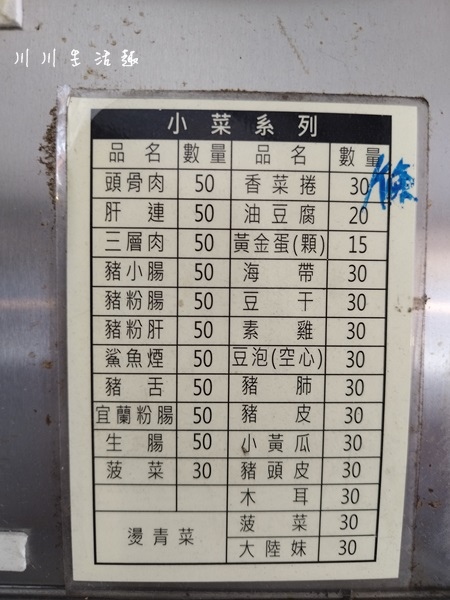 川川生活趣
小菜系列
品名 數量 品名 數量
頭骨肉 50 香菜捲 30
肝連 50 油豆腐 20
三層肉 50 黃金蛋(顆) 15
豬小腸 50 海帶 30
豬粉腸 50 豆干 30
豬粉肝 50 素雞 30
鯊魚煙 50 豆泡(空心) 30
豬舌 50 豬肺 30
宜蘭粉腸 50 豬皮 30
生腸 50 小黃瓜 30
菠菜 30 豬頭皮 30
木耳 30
燙青菜 菠菜 30
大陸妹 30